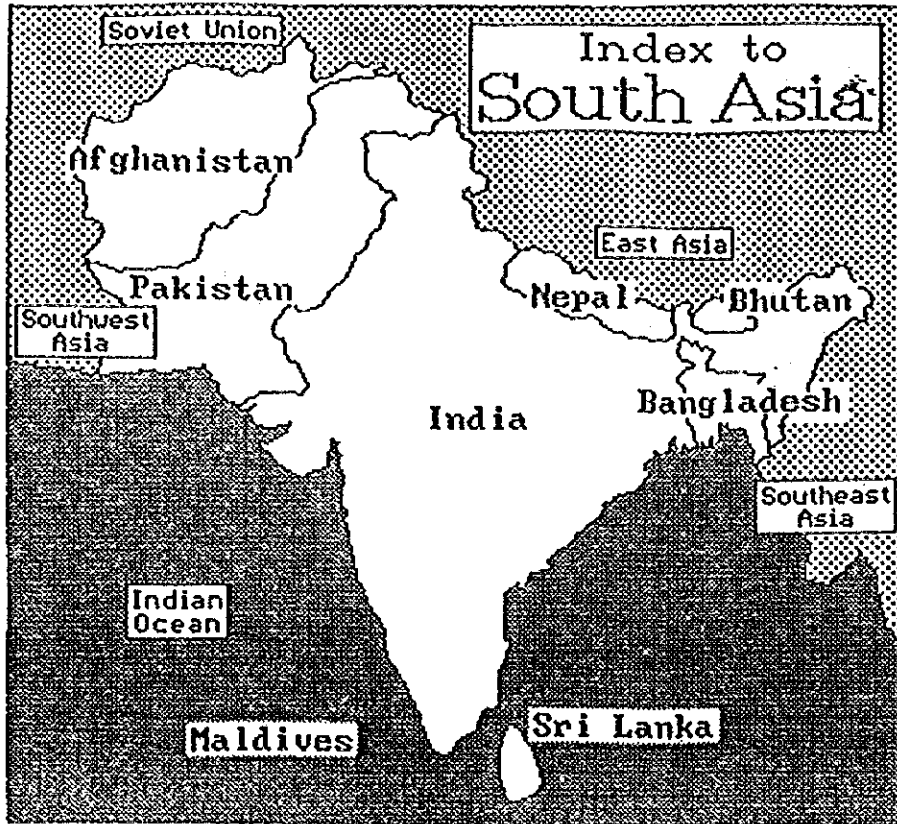 Soviet Union
Index to
South Asia
Afghanistan
East Asia
Pakistan
Nepal
Bhutan
Southwest
Asia
Bangladesh
India
Southeast
Asia
Indian
Ocean
Maldives
Sri Lanka